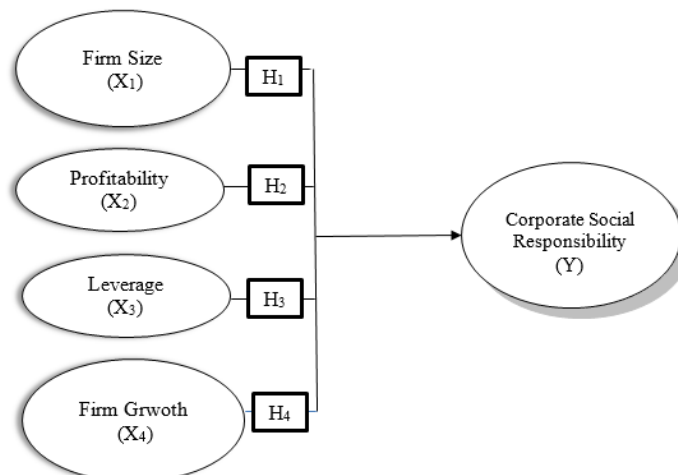 Firm Size
(X₁)
H₁
Profitability
(X₂)
H₂
Leverage
(X₃)
H₃
Firm Grwoth
(X₄)
H₄
Corporate Social
Responsibility
(Y)